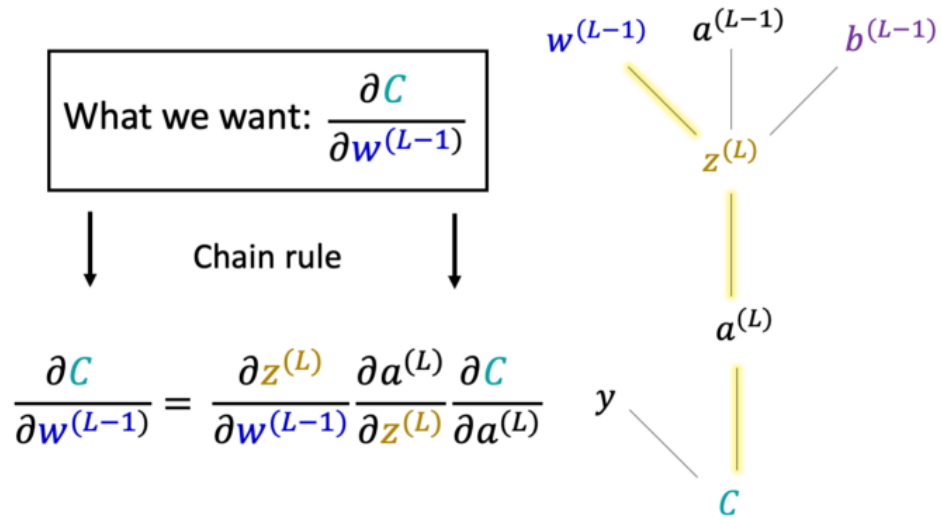 What we want: ∂C/∂w^(L−1)
Chain rule
∂C/∂w^(L−1) = ∂z^(L)/∂w^(L−1) ∂a^(L)/∂z^(L) ∂C/∂a^(L)
w^(L−1) a^(L−1) b^(L−1)
z^(L)
a^(L)
y
C